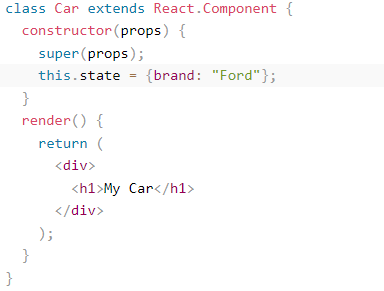 class Car extends React.Component {
  constructor(props) {
    super(props);
    this.state = {brand: "Ford"};
  }
  render() {
    return (
      <div>
        <h1>My Car</h1>
      </div>
    );
  }
}